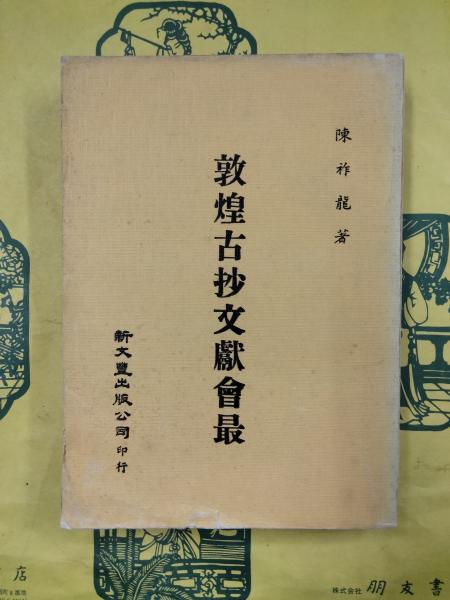 陳祚龍著
敦煌古抄文獻會最
新文豐出版公司印行
店
株式会社 朋友書